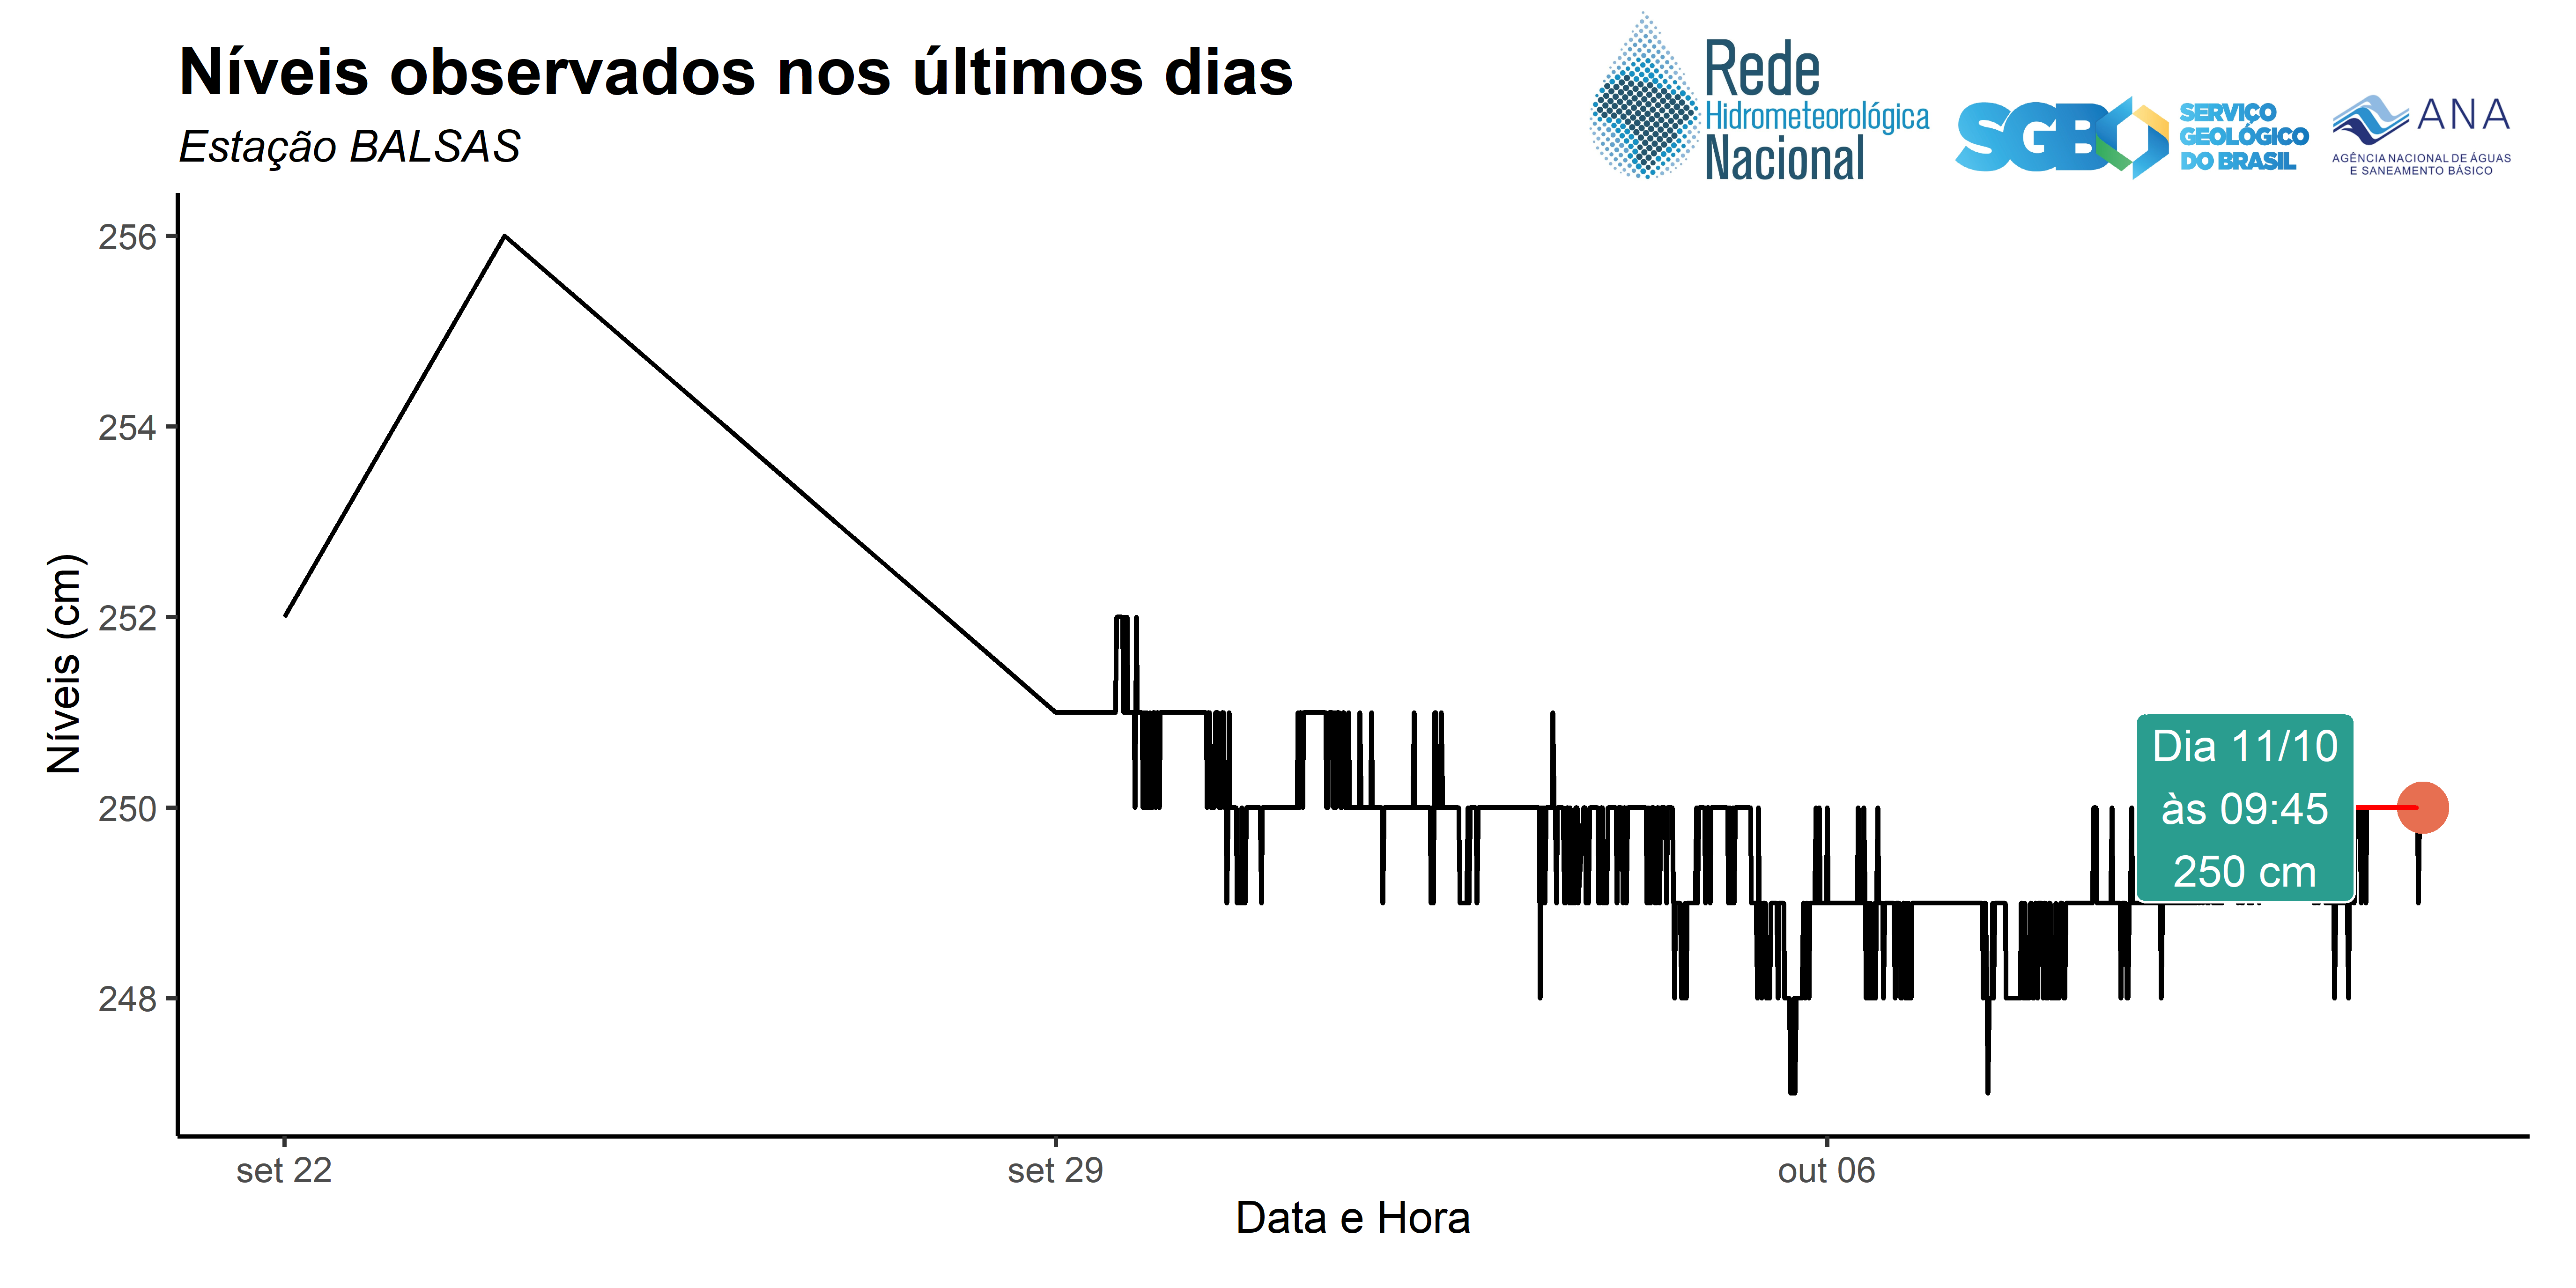 Níveis observados nos últimos dias
Estação BALSAS
Rede
Hidrometeorológica
Nacional
SGB
SERVIÇO
GEOLÓGICO
DO BRASIL
ANA
AGÊNCIA NACIONAL DE ÁGUAS
E SANEAMENTO BÁSICO
Níveis (cm)
256
254
252
250
248
Dia 11/10
às 09:45
250 cm
set 22
set 29
out 06
Data e Hora